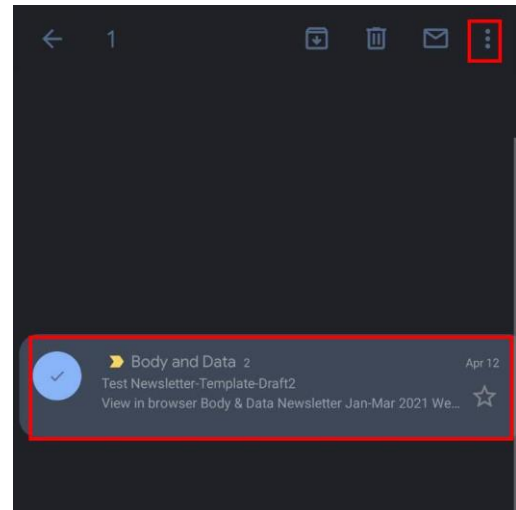 1
Body and Data 2
Apr 12
Test Newsletter-Template-Draft2
View in browser Body & Data Newsletter Jan-Mar 2021 We...